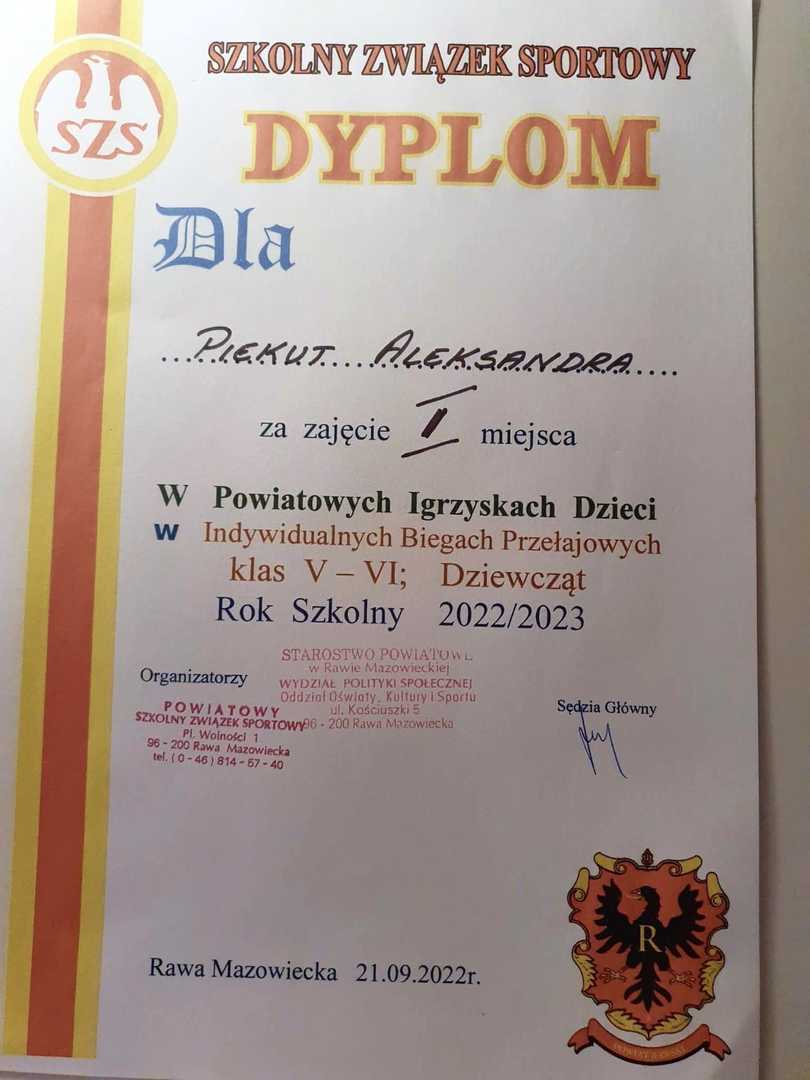 SZKOLNY ZWIĄZEK SPORTOWY
SZS
DYPLOM
Dla
...PIEKUT....ALEKSANDRA....
za zajęcie I miejsca
W Powiatowych Igrzyskach Dzieci
w Indywidualnych Biegach Przełajowych
klas V – VI; Dziewcząt
Rok Szkolny 2022/2023
STAROSTWO POWIATOWE
w Rawie Mazowieckiej
WYDZIAŁ POLITYKI SPOŁECZNEJ
Oddział Oświaty, Kultury i Sportu
ul. Kościuszki 5
96 - 200 Rawa Mazowiecka
Organizatorzy
POWIATOWY
SZKOLNY ZWIĄZEK SPORTOWY
Pl. Wolności 1
96 - 200 Rawa Mazowiecka
tel. ( 0 - 46 ) 814 - 57 - 40
Sędzia Główny
R
POWIAT RAWSKI
Rawa Mazowiecka 21.09.2022r.